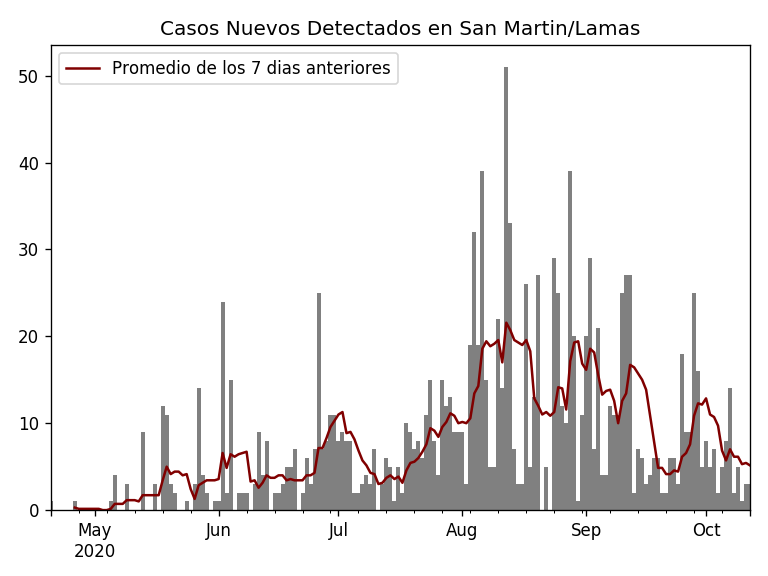 Casos Nuevos Detectados en San Martin/Lamas
Promedio de los 7 dias anteriores
50
40
30
20
10
0
May Jun Jul Aug Sep Oct
2020